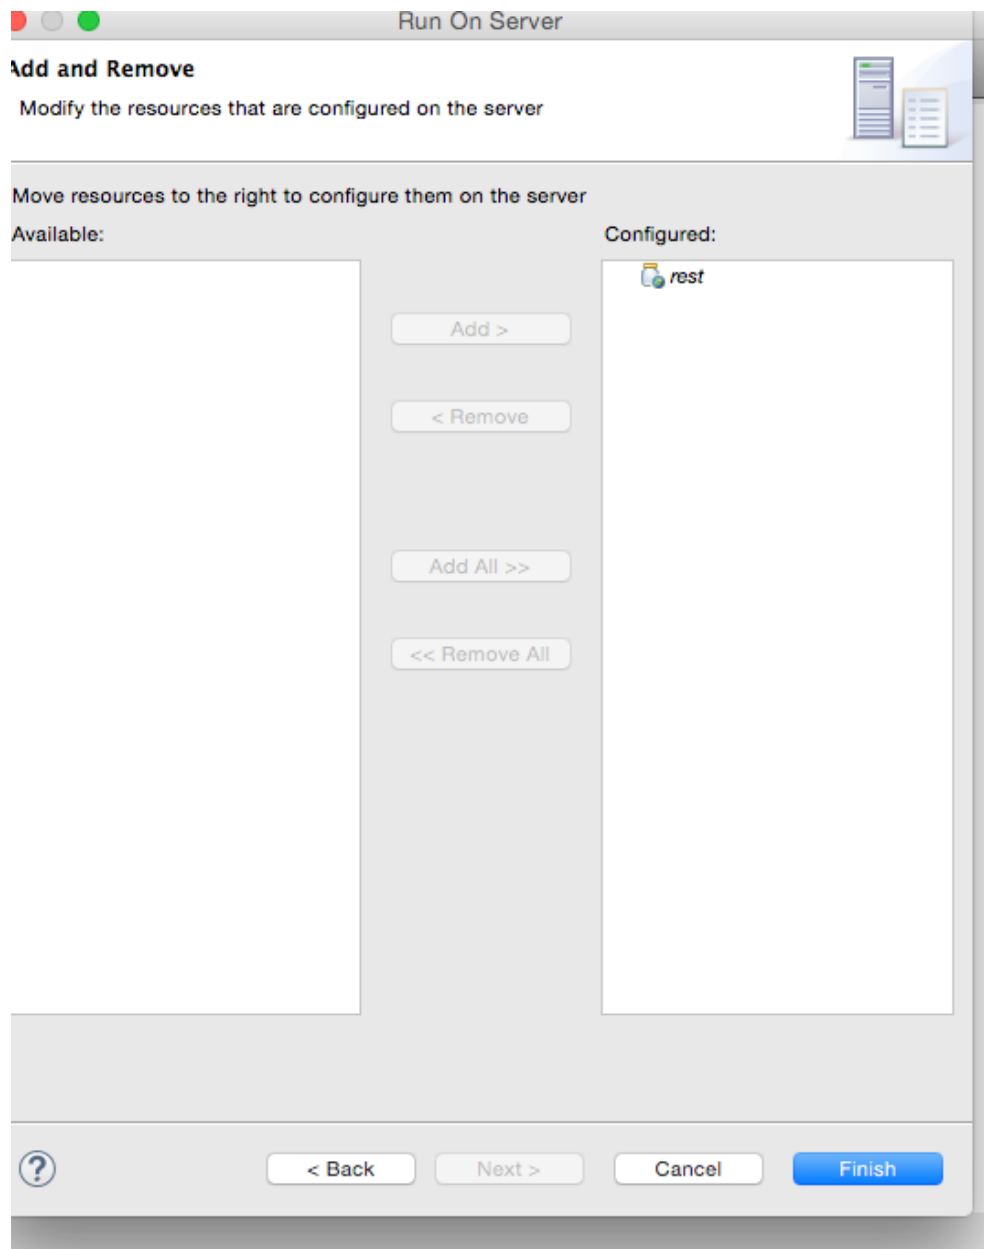 Run On Server
Add and Remove
Modify the resources that are configured on the server
Move resources to the right to configure them on the server
Available:
Configured:
rest
Add >
< Remove
Add All >>
<< Remove All
?
< Back
Next >
Cancel
Finish